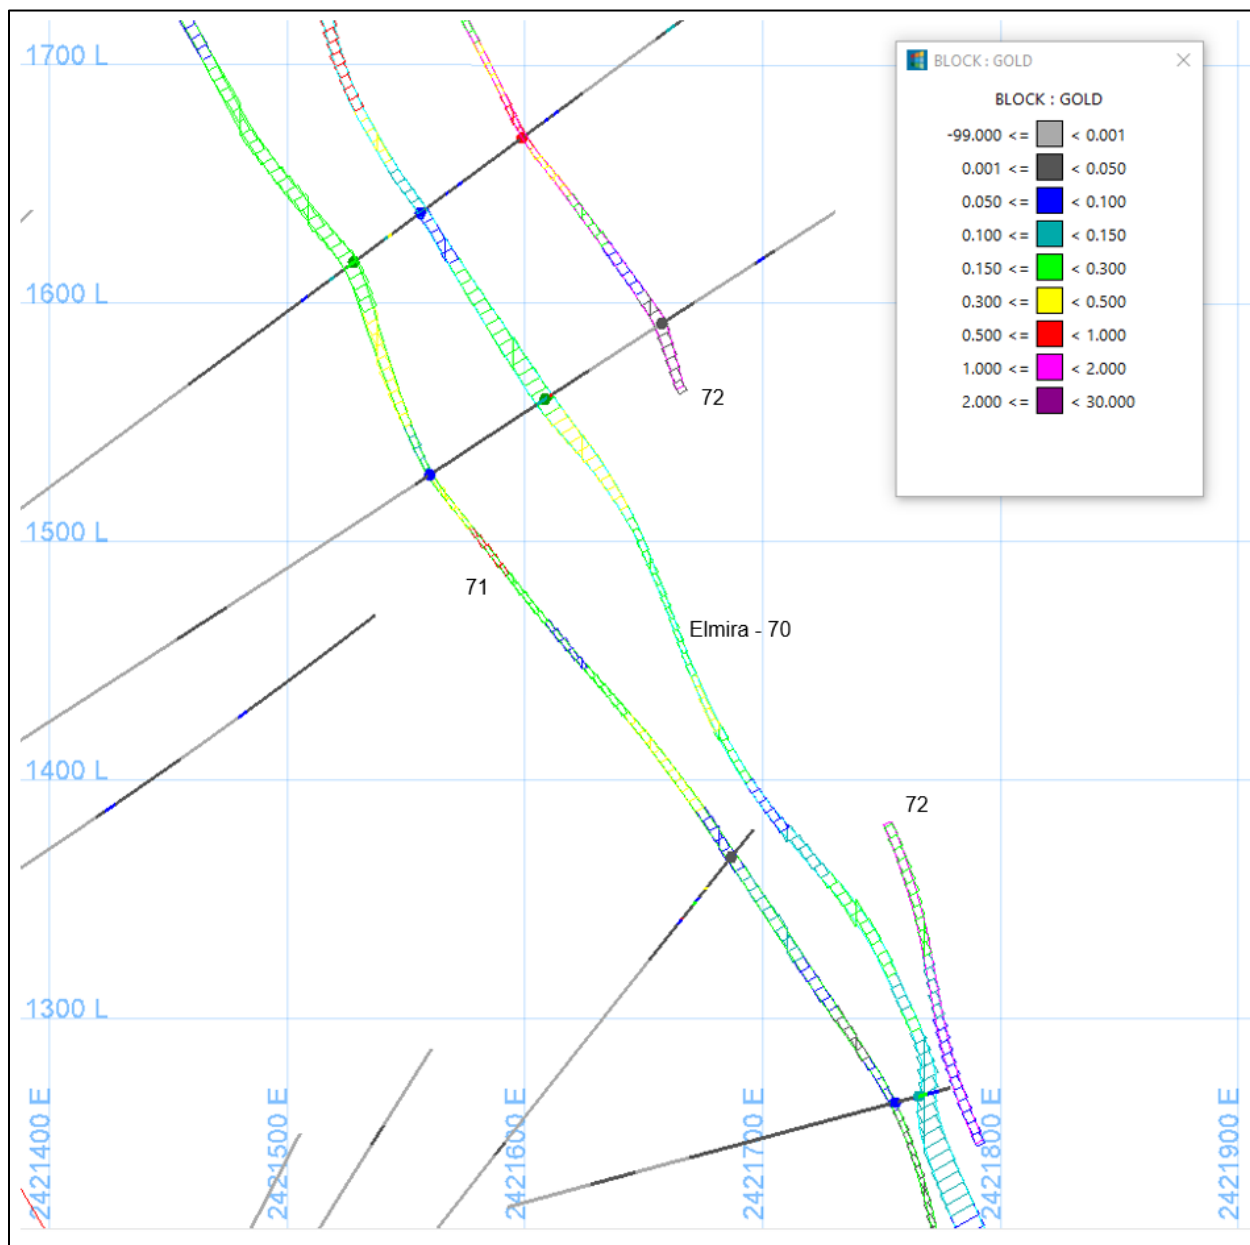 BLOCK : GOLD
BLOCK : GOLD
-99.000 <= < 0.001
0.001 <= < 0.050
0.050 <= < 0.100
0.100 <= < 0.150
0.150 <= < 0.300
0.300 <= < 0.500
0.500 <= < 1.000
1.000 <= < 2.000
2.000 <= < 30.000
1700 L
1600 L
72
1500 L
71
Elmira - 70
1400 L
72
1300 L
2421400 E
2421500 E
2421600 E
2421700 E
2421800 E
2421900 E